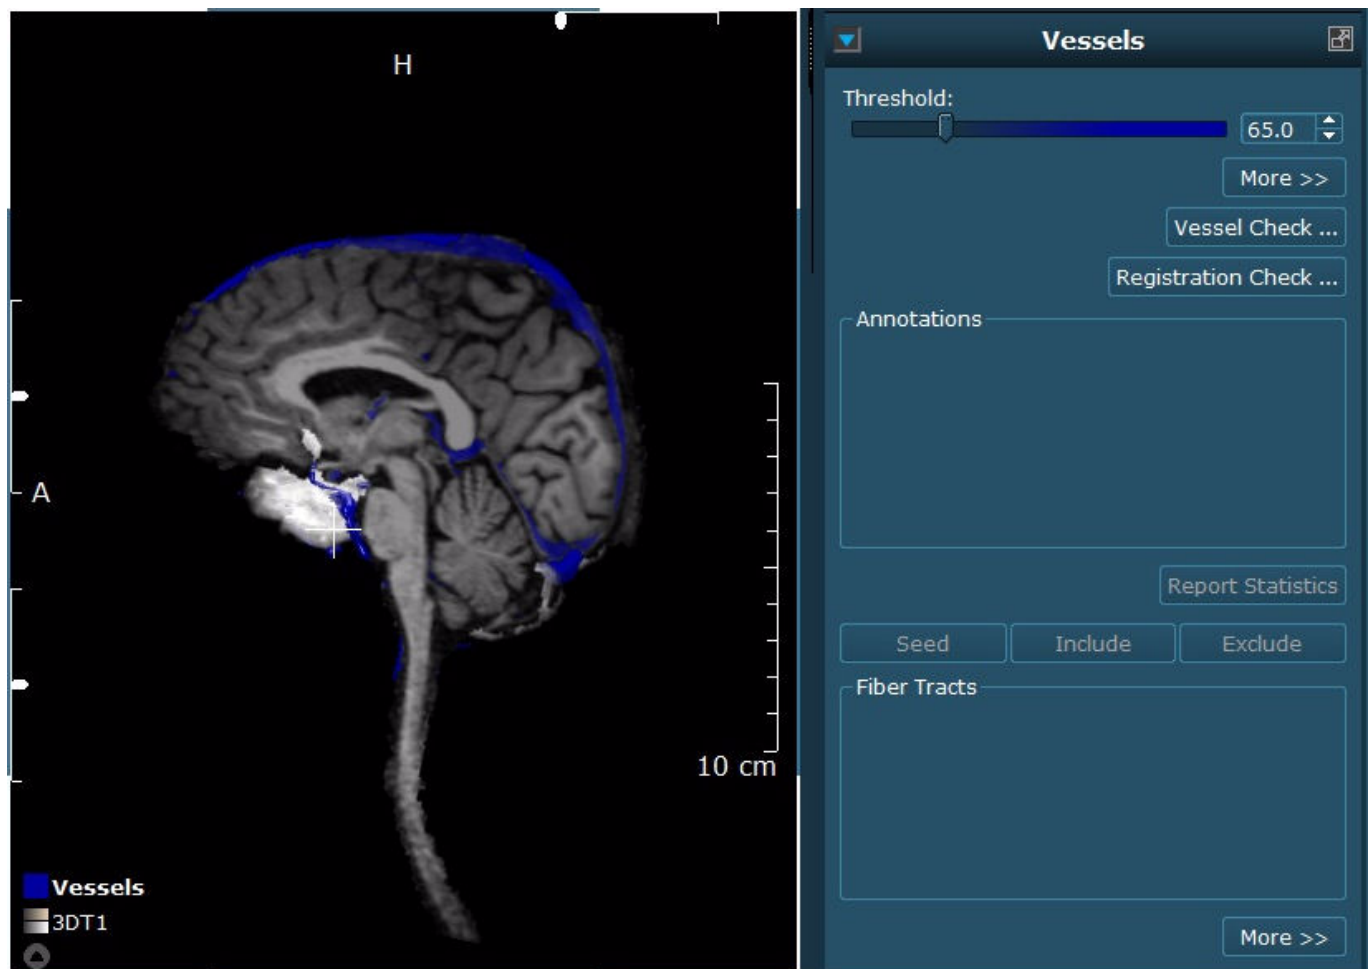 H
A
10 cm
Vessels
3DT1
Vessels
Threshold:
65.0
More >>
Vessel Check ...
Registration Check ...
Annotations
Report Statistics
Seed
Include
Exclude
Fiber Tracts
More >>